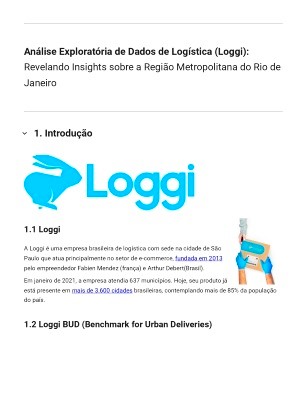 Análise Exploratória de Dados de Logística (Loggi):
Revelando Insights sobre a Região Metropolitana do Rio de
Janeiro
1. Introdução
Loggi
1.1 Loggi
A Loggi é uma empresa brasileira de logística com sede na cidade de São
Paulo que atua principalmente no setor de e-commerce, fundada em 2013
pelo empreendedor Fabien Mendez (frança) e Arthur Debert(Brasil).
Em janeiro de 2021, a empresa atendia 637 municípios. Hoje, seu produto já
está presente em mais de 3.600 cidades brasileiras, contemplando mais de 85% da população
do país.
1.2 Loggi BUD (Benchmark for Urban Deliveries)